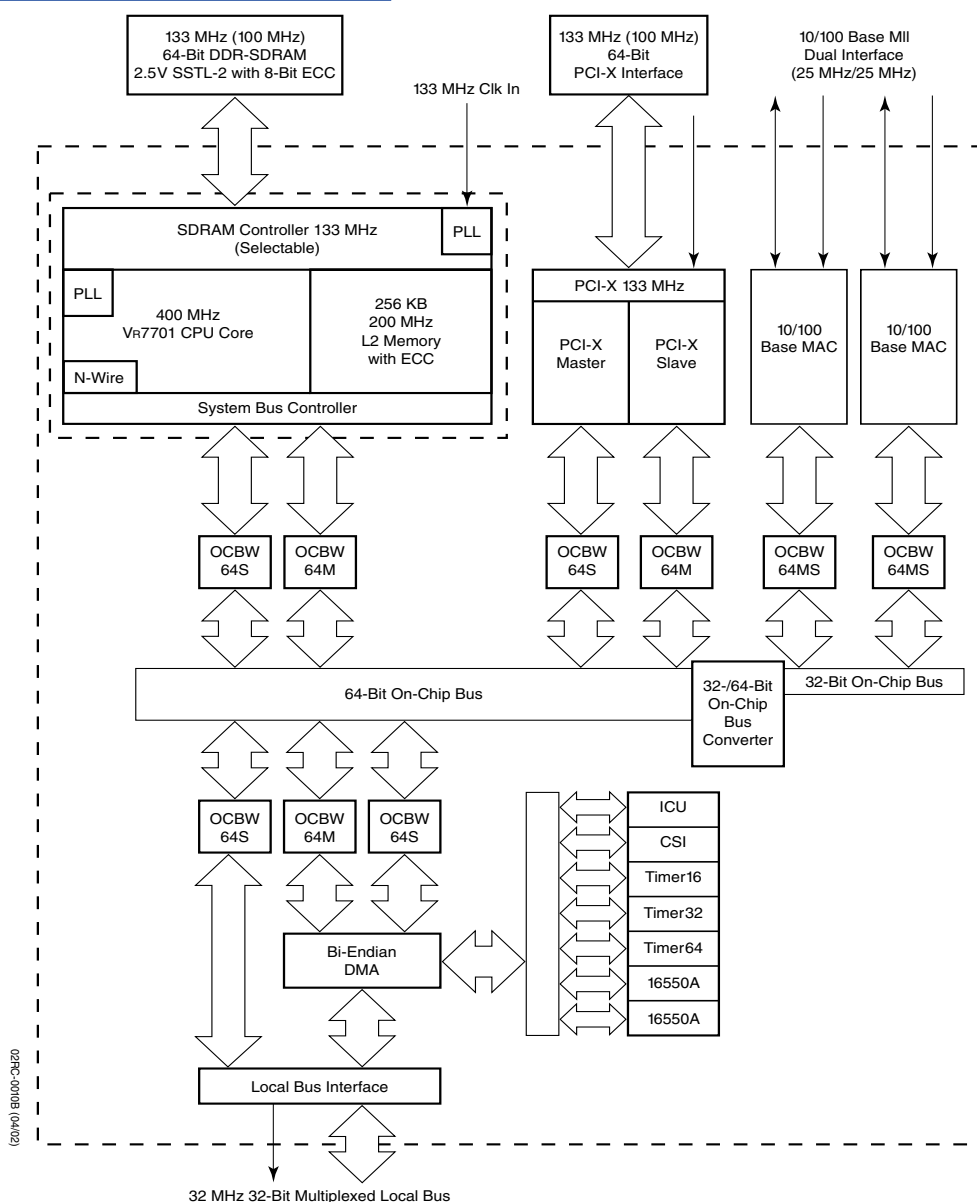 133 MHz (100 MHz)
64-Bit DDR-SDRAM
2.5V SSTL-2 with 8-Bit ECC
133 MHz (100 MHz)
64-Bit
PCI-X Interface
10/100 Base MII
Dual Interface
(25 MHz/25 MHz)
133 MHz Clk In
SDRAM Controller 133 MHz
(Selectable)
PLL
PLL
400 MHz
VR7701 CPU Core
N-Wire
256 KB
200 MHz
L2 Memory
with ECC
System Bus Controller
PCI-X 133 MHz
PCI-X
Master
PCI-X
Slave
10/100
Base MAC
10/100
Base MAC
OCBW
64S
OCBW
64M
OCBW
64S
OCBW
64M
OCBW
64MS
OCBW
64MS
64-Bit On-Chip Bus
32-/64-Bit
On-Chip
Bus
Converter
32-Bit On-Chip Bus
OCBW
64S
OCBW
64M
OCBW
64S
ICU
CSI
Timer16
Timer32
Timer64
16550A
16550A
Bi-Endian
DMA
Local Bus Interface
32 MHz 32-Bit Multiplexed Local Bus
02RC-0010B (04/02)